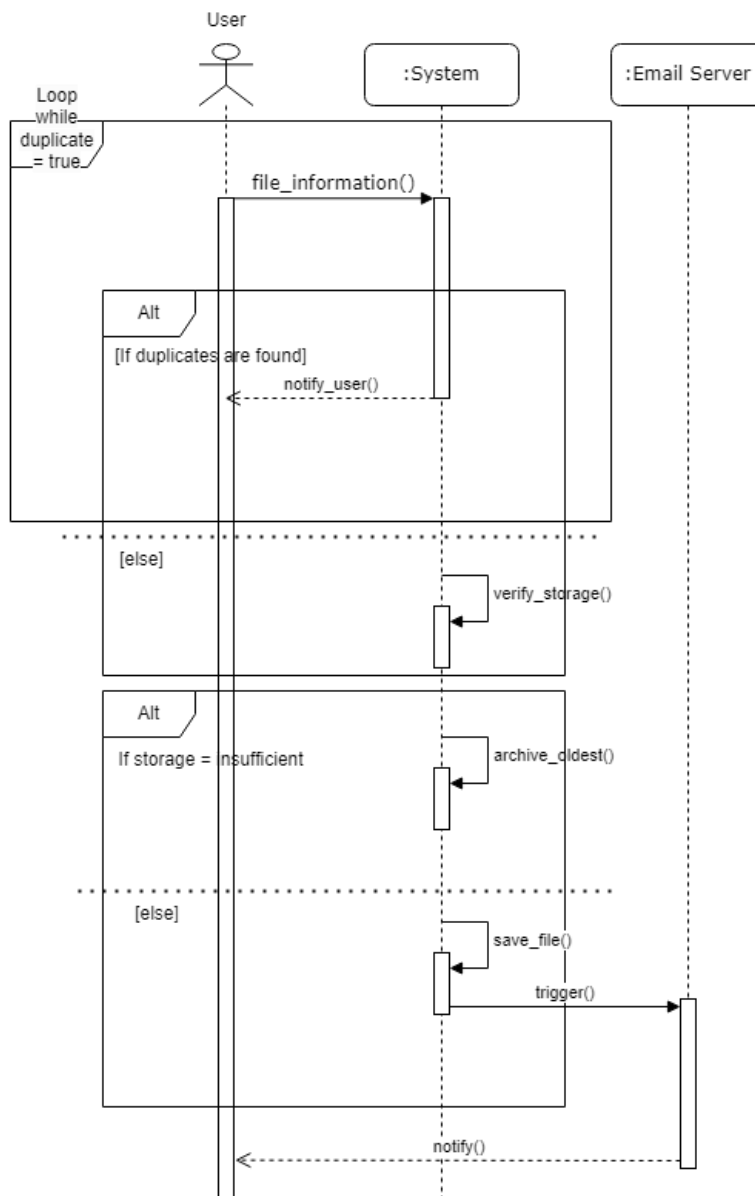 User
:System
:Email Server
Loop
while
duplicate
= true
file_information()
Alt
[If duplicates are found]
notify_user()
[else]
verify_storage()
Alt
If storage = insufficient
archive_oldest()
[else]
save_file()
trigger()
notify()